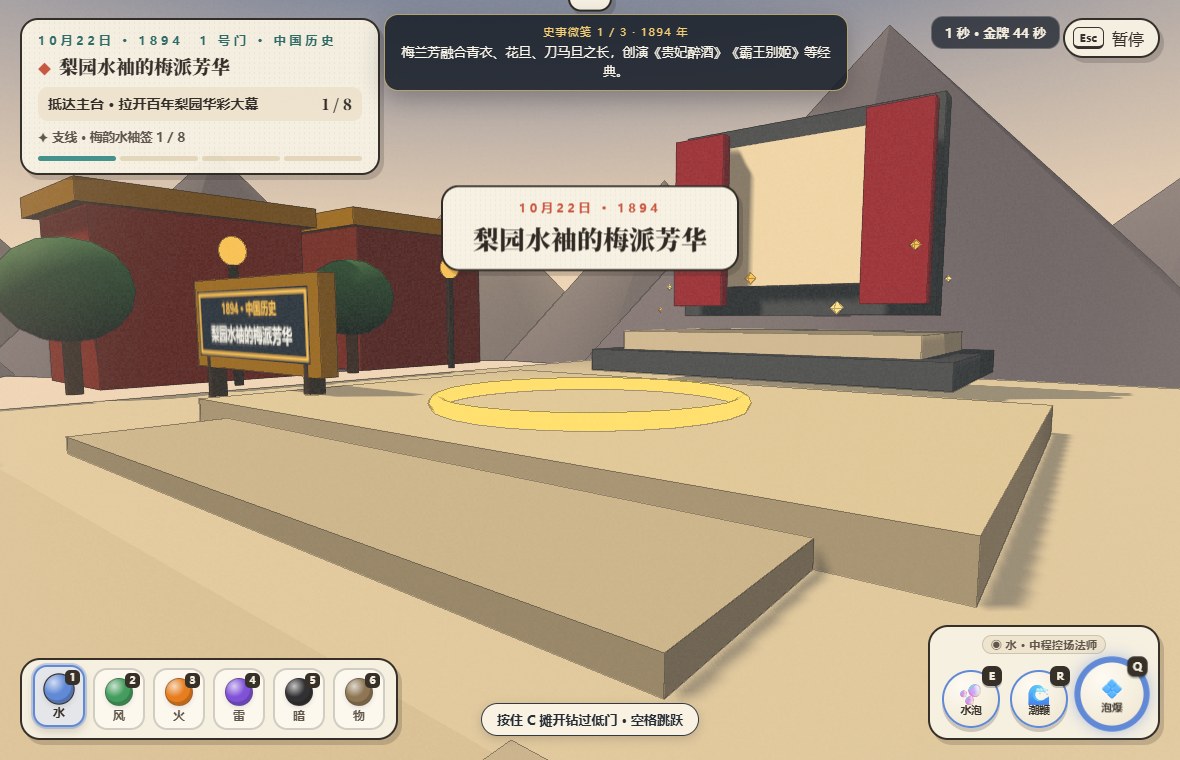 10月22日 • 1894 1 号门 • 中国历史
◆ 梨园水袖的梅派芳华
抵达主台 • 拉开百年梨园华彩大幕 1 / 8
✦ 支线 • 梅韵水袖签 1 / 8
史事微笺 1 / 3 · 1894 年
梅兰芳融合青衣、花旦、刀马旦之长，创演《贵妃醉酒》《霸王别姬》等经
典。
1 秒 • 金牌 44 秒
Esc 暂停
10月22日 • 1894
梨园水袖的梅派芳华
1894 • 中国历史
梨园水袖的梅派芳华
1 水
2 风
3 火
4 雷
5 暗
6 物
按住 C 摊开钻过低门 • 空格跳跃
◉ 水 • 中程控场法师
E 水泡
R 潮鞭
Q 泡爆